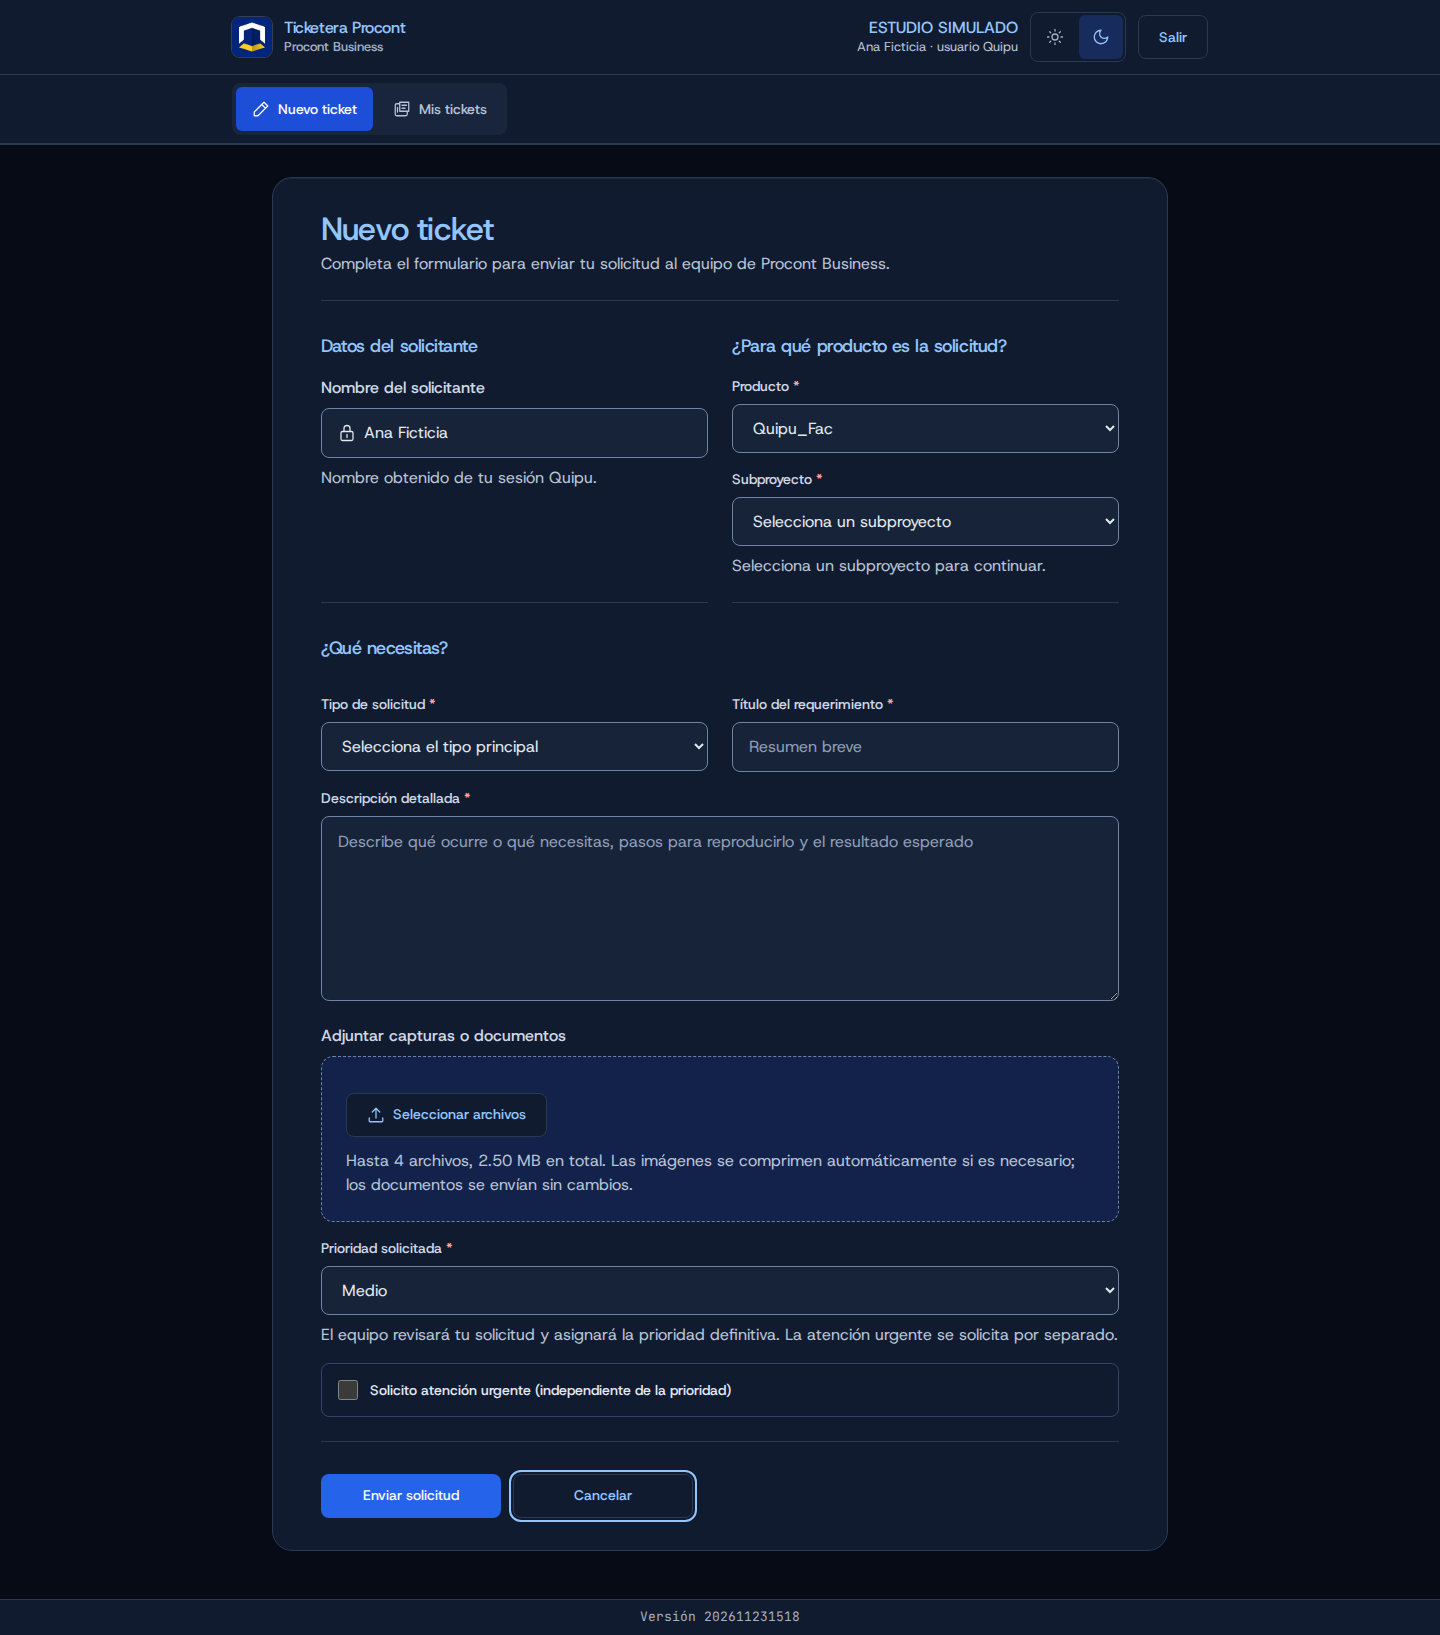 Ticketera Procont
Procont Business
ESTUDIO SIMULADO
Ana Ficticia · usuario Quipu
Salir
Nuevo ticket
Mis tickets
Nuevo ticket
Completa el formulario para enviar tu solicitud al equipo de Procont Business.
Datos del solicitante
Nombre del solicitante
Ana Ficticia
Nombre obtenido de tu sesión Quipu.
¿Para qué producto es la solicitud?
Producto *
Quipu_Fac
Subproyecto *
Selecciona un subproyecto
Selecciona un subproyecto para continuar.
¿Qué necesitas?
Tipo de solicitud *
Selecciona el tipo principal
Título del requerimiento *
Resumen breve
Descripción detallada *
Describe qué ocurre o qué necesitas, pasos para reproducirlo y el resultado esperado
Adjuntar capturas o documentos
Seleccionar archivos
Hasta 4 archivos, 2.50 MB en total. Las imágenes se comprimen automáticamente si es necesario;
los documentos se envían sin cambios.
Prioridad solicitada *
Medio
El equipo revisará tu solicitud y asignará la prioridad definitiva. La atención urgente se solicita por separado.
Solicito atención urgente (independiente de la prioridad)
Enviar solicitud
Cancelar
Versión 202611231518